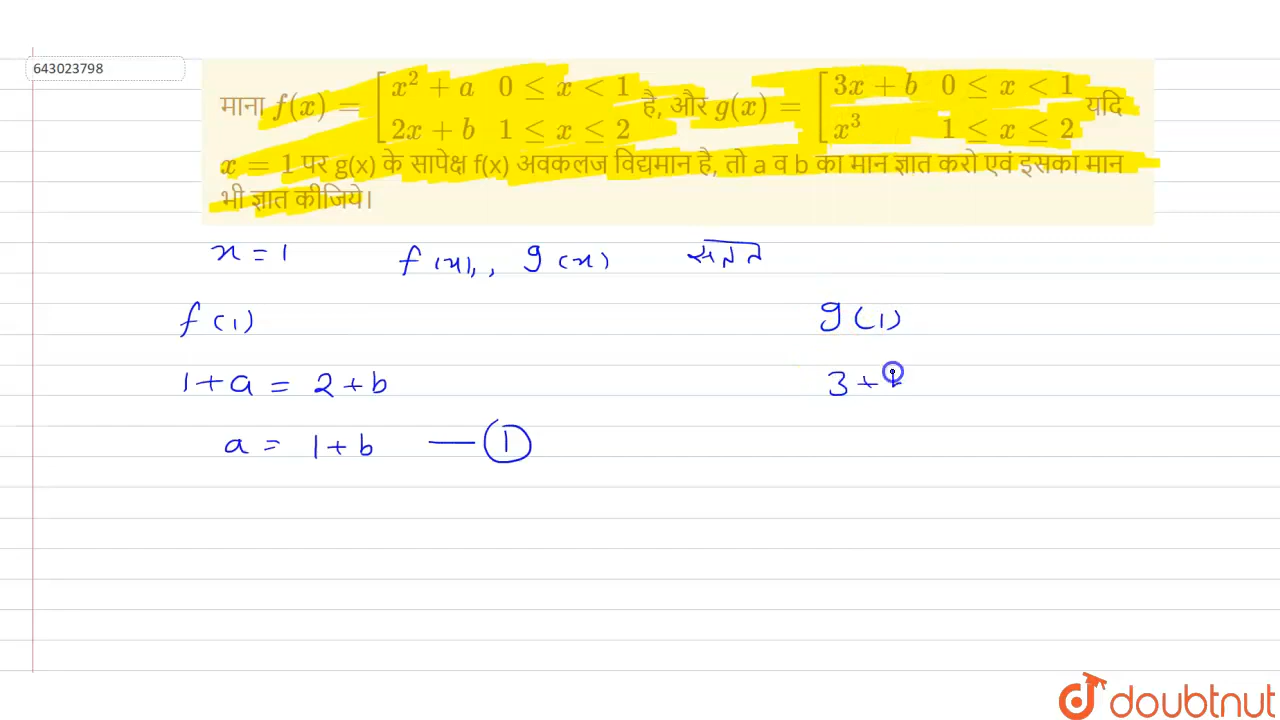 643023798
माना f(x) = [x² + a 0 ≤ x < 1 है, और g(x) = [3x + b 0 ≤ x < 1 यदि
2x + b 1 ≤ x ≤ 2 x³ 1 ≤ x ≤ 2
x = 1 पर g(x) के सापेक्ष f(x) अवकलज विद्यमान है, तो a व b का मान ज्ञात करो एवं इसका मान
भी ज्ञात कीजिये।
x = 1 f(x), , g(x) सतत
f(1) g(1)
1 + a = 2 + b 3 +
a = 1 + b — 1
doubtnut